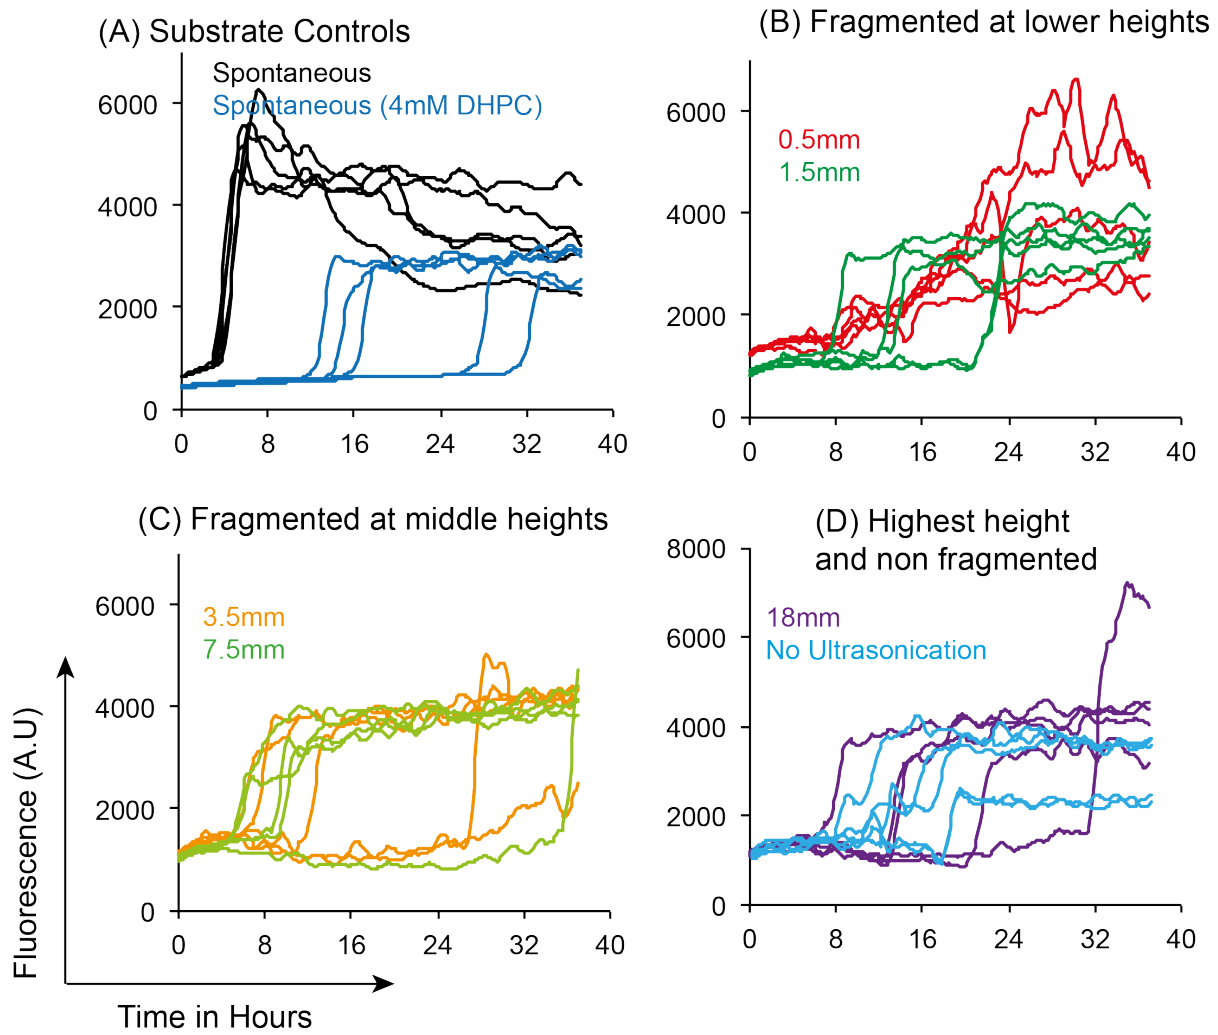 (A) Substrate Controls
Spontaneous
Spontaneous (4mM DHPC)
6000
4000
2000
0
0 8 16 24 32 40
(B) Fragmented at lower heights
0.5mm
1.5mm
6000
4000
2000
0
0 8 16 24 32 40
(C) Fragmented at middle heights
3.5mm
7.5mm
6000
4000
2000
0
0 8 16 24 32 40
(D) Highest height
and non fragmented
18mm
No Ultrasonication
8000
6000
4000
2000
0
0 8 16 24 32 40
Fluorescence (A.U)
Time in Hours